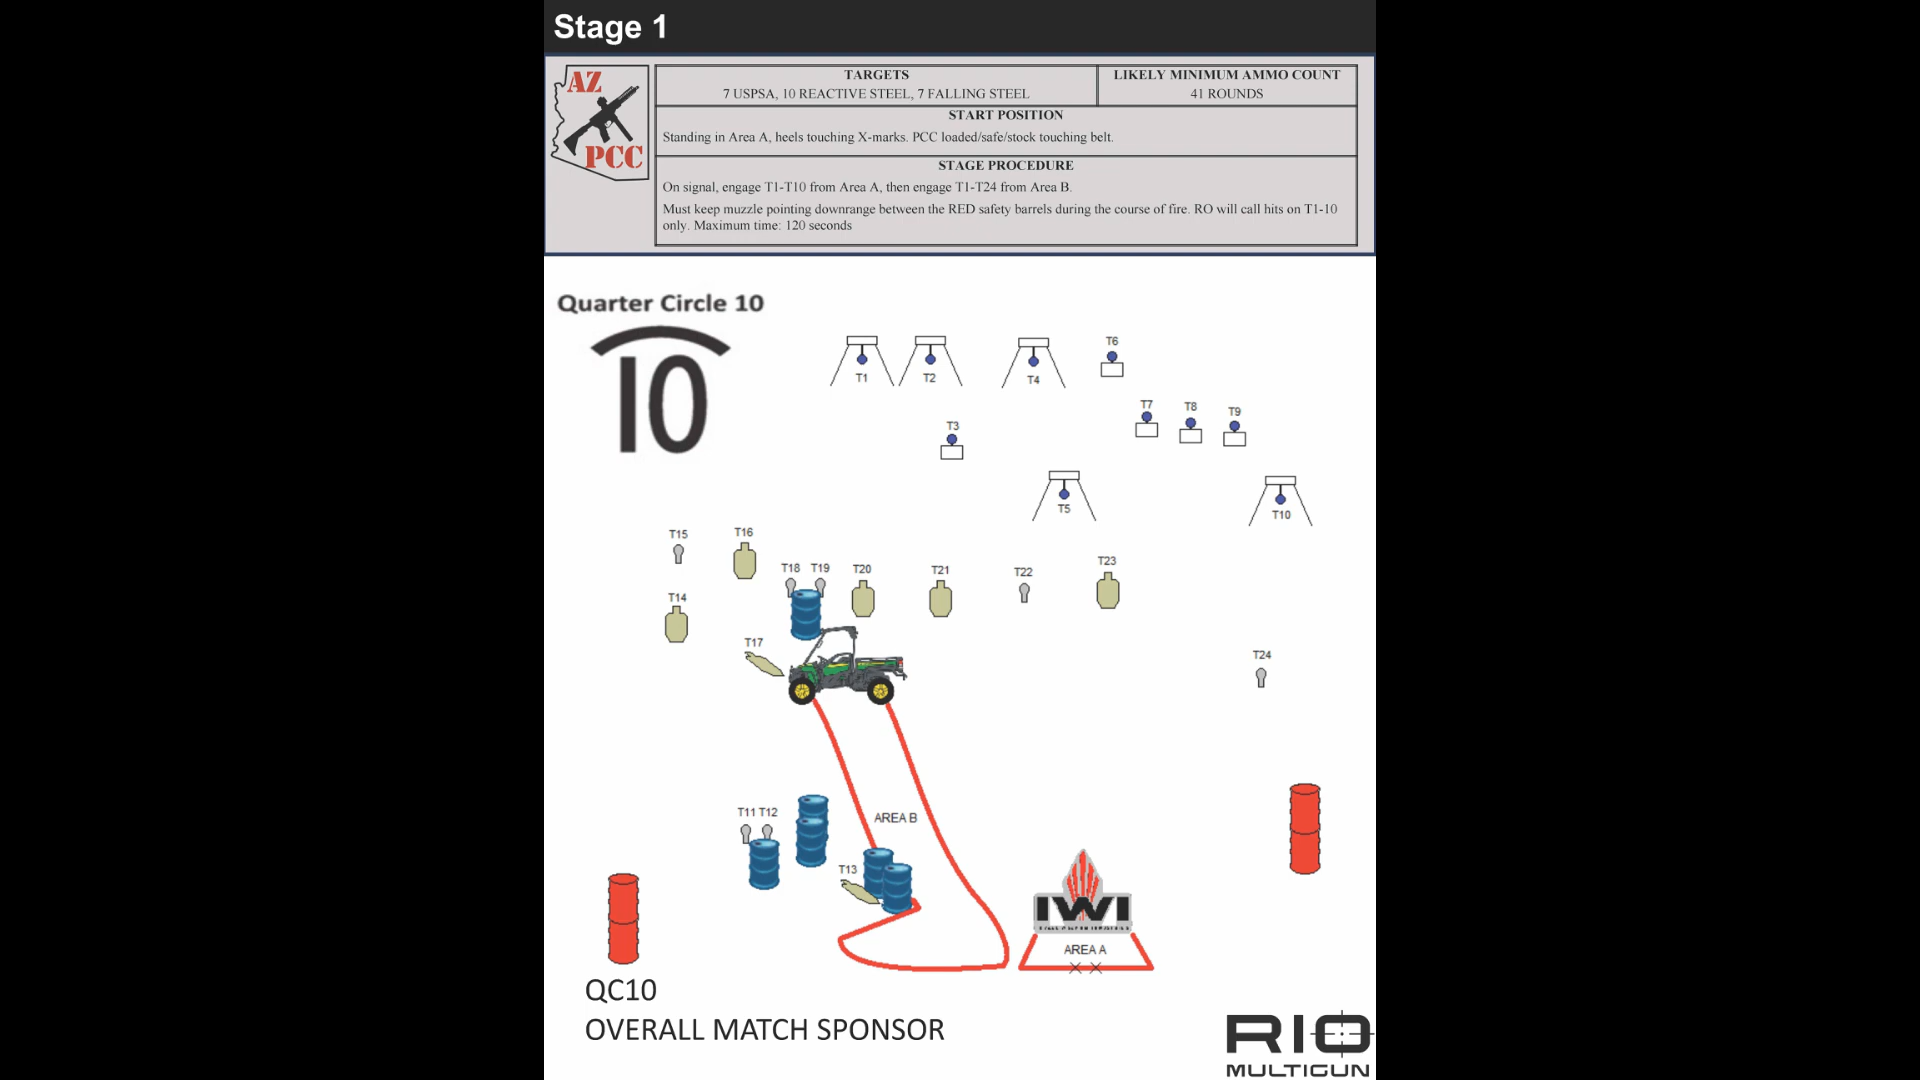 Stage 1
AZ
PCC
TARGETS
7 USPSA, 10 REACTIVE STEEL, 7 FALLING STEEL
LIKELY MINIMUM AMMO COUNT
41 ROUNDS
START POSITION
Standing in Area A, heels touching X-marks. PCC loaded/safe/stock touching belt.
STAGE PROCEDURE
On signal, engage T1-T10 from Area A, then engage T1-T24 from Area B.
Must keep muzzle pointing downrange between the RED safety barrels during the course of fire. RO will call hits on T1-10
only. Maximum time: 120 seconds
Quarter Circle 10
10
T1
T2
T4
T6
T3
T7
T8
T9
T5
T10
T15
T16
T14
T18
T19
T20
T21
T22
T23
T17
T24
T11 T12
AREA B
T13
IWI
AREA A
QC10
OVERALL MATCH SPONSOR
RIO
MULTIGUN